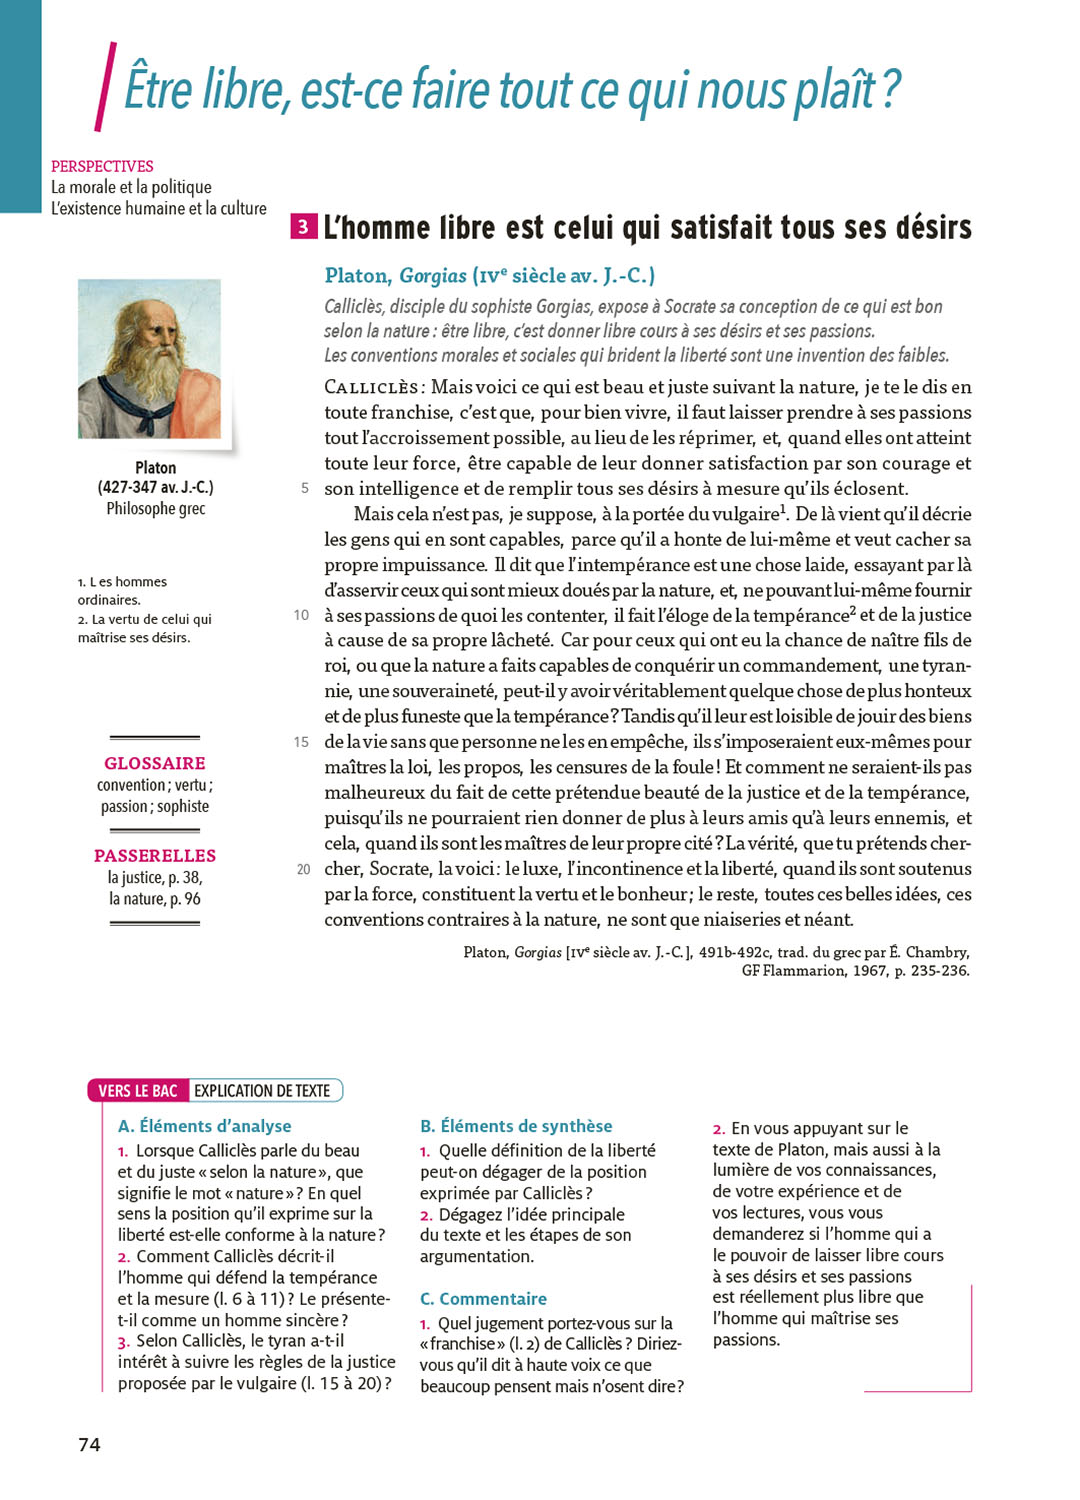 Être libre, est-ce faire tout ce qui nous plaît ?
PERSPECTIVES
La morale et la politique
L'existence humaine et la culture
3 L'homme libre est celui qui satisfait tous ses désirs
Platon, Gorgias (IVe siècle av. J.-C.)
Calliclès, disciple du sophiste Gorgias, expose à Socrate sa conception de ce qui est bon
selon la nature : être libre, c'est donner libre cours à ses désirs et ses passions.
Les conventions morales et sociales qui brident la liberté sont une invention des faibles.
CALLICLÈS : Mais voici ce qui est beau et juste suivant la nature, je te le dis en
toute franchise, c'est que, pour bien vivre, il faut laisser prendre à ses passions
tout l'accroissement possible, au lieu de les réprimer, et, quand elles ont atteint
toute leur force, être capable de leur donner satisfaction par son courage et
5 son intelligence et de remplir tous ses désirs à mesure qu'ils éclosent.
Mais cela n'est pas, je suppose, à la portée du vulgaire1. De là vient qu'il décrie
les gens qui en sont capables, parce qu'il a honte de lui-même et veut cacher sa
propre impuissance. Il dit que l'intempérance est une chose laide, essayant par là
d'asservir ceux qui sont mieux doués par la nature, et, ne pouvant lui-même fournir
10 à ses passions de quoi les contenter, il fait l'éloge de la tempérance2 et de la justice
à cause de sa propre lâcheté. Car pour ceux qui ont eu la chance de naître fils de
roi, ou que la nature a faits capables de conquérir un commandement, une tyran-
nie, une souveraineté, peut-il y avoir véritablement quelque chose de plus honteux
et de plus funeste que la tempérance ? Tandis qu'il leur est loisible de jouir des biens
15 de la vie sans que personne ne les en empêche, ils s'imposeraient eux-mêmes pour
maîtres la loi, les propos, les censures de la foule ! Et comment ne seraient-ils pas
malheureux du fait de cette prétendue beauté de la justice et de la tempérance,
puisqu'ils ne pourraient rien donner de plus à leurs amis qu'à leurs ennemis, et
cela, quand ils sont les maîtres de leur propre cité ? La vérité, que tu prétends cher-
20 cher, Socrate, la voici : le luxe, l'incontinence et la liberté, quand ils sont soutenus
par la force, constituent la vertu et le bonheur ; le reste, toutes ces belles idées, ces
conventions contraires à la nature, ne sont que niaiseries et néant.
Platon, Gorgias [IVe siècle av. J.-C.], 491b-492c, trad. du grec par É. Chambry,
GF Flammarion, 1967, p. 235-236.
Platon
(427-347 av. J.-C.)
Philosophe grec
1. L es hommes
ordinaires.
2. La vertu de celui qui
maîtrise ses désirs.
GLOSSAIRE
convention ; vertu ;
passion ; sophiste
PASSERELLES
la justice, p. 38,
la nature, p. 96
VERS LE BAC EXPLICATION DE TEXTE
A. Éléments d'analyse
1. Lorsque Calliclès parle du beau
et du juste « selon la nature », que
signifie le mot « nature » ? En quel
sens la position qu'il exprime sur la
liberté est-elle conforme à la nature ?
2. Comment Calliclès décrit-il
l'homme qui défend la tempérance
et la mesure (l. 6 à 11) ? Le présente-
t-il comme un homme sincère ?
3. Selon Calliclès, le tyran a-t-il
intérêt à suivre les règles de la justice
proposée par le vulgaire (l. 15 à 20) ?
B. Éléments de synthèse
1. Quelle définition de la liberté
peut-on dégager de la position
exprimée par Calliclès ?
2. Dégagez l'idée principale
du texte et les étapes de son
argumentation.
C. Commentaire
1. Quel jugement portez-vous sur la
« franchise » (l. 2) de Calliclès ? Diriez-
vous qu'il dit à haute voix ce que
beaucoup pensent mais n'osent dire ?
2. En vous appuyant sur le
texte de Platon, mais aussi à la
lumière de vos connaissances,
de votre expérience et de
vos lectures, vous vous
demanderez si l'homme qui a
le pouvoir de laisser libre cours
à ses désirs et ses passions
est réellement plus libre que
l'homme qui maîtrise ses
passions.
74